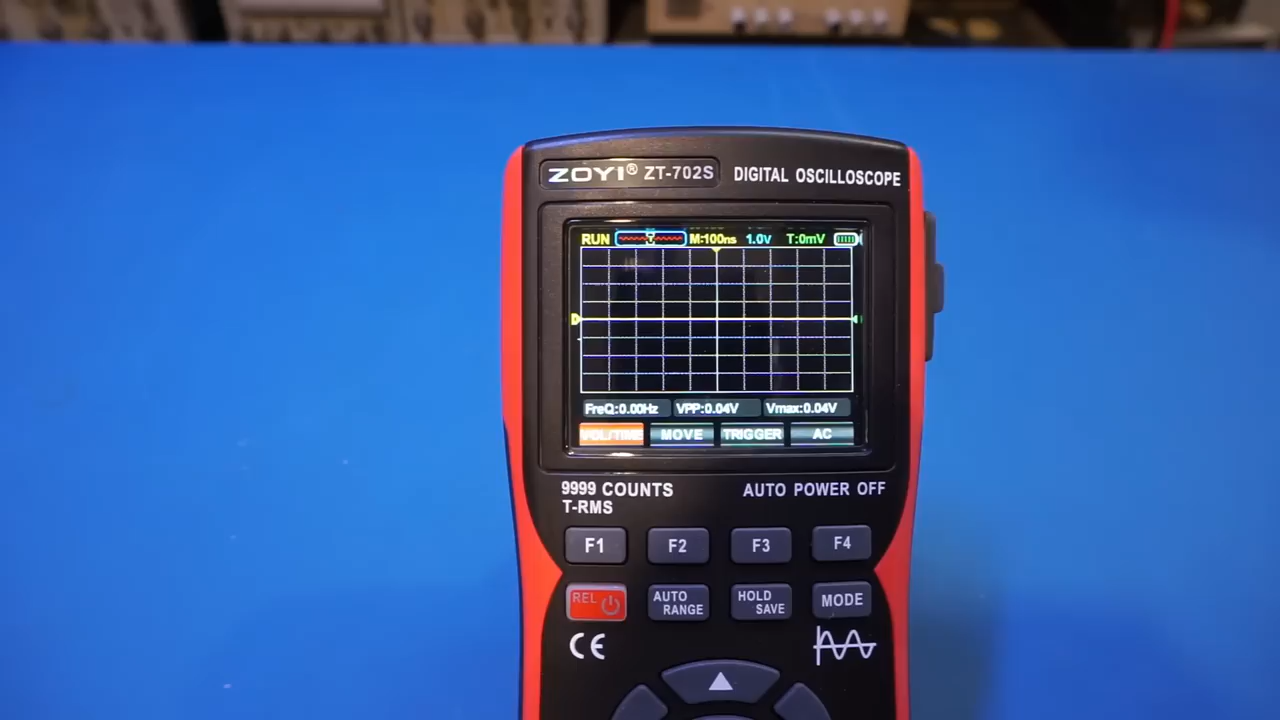 ZOYI® ZT-702S DIGITAL OSCILLOSCOPE
RUN M:100ns 1.0V T:0mV
FreQ:0.00Hz VPP:0.04V Vmax:0.04V
VOL/TIME MOVE TRIGGER AC
9999 COUNTS AUTO POWER OFF
T-RMS
F1 F2 F3 F4
REL AUTO RANGE HOLD SAVE MODE
CE